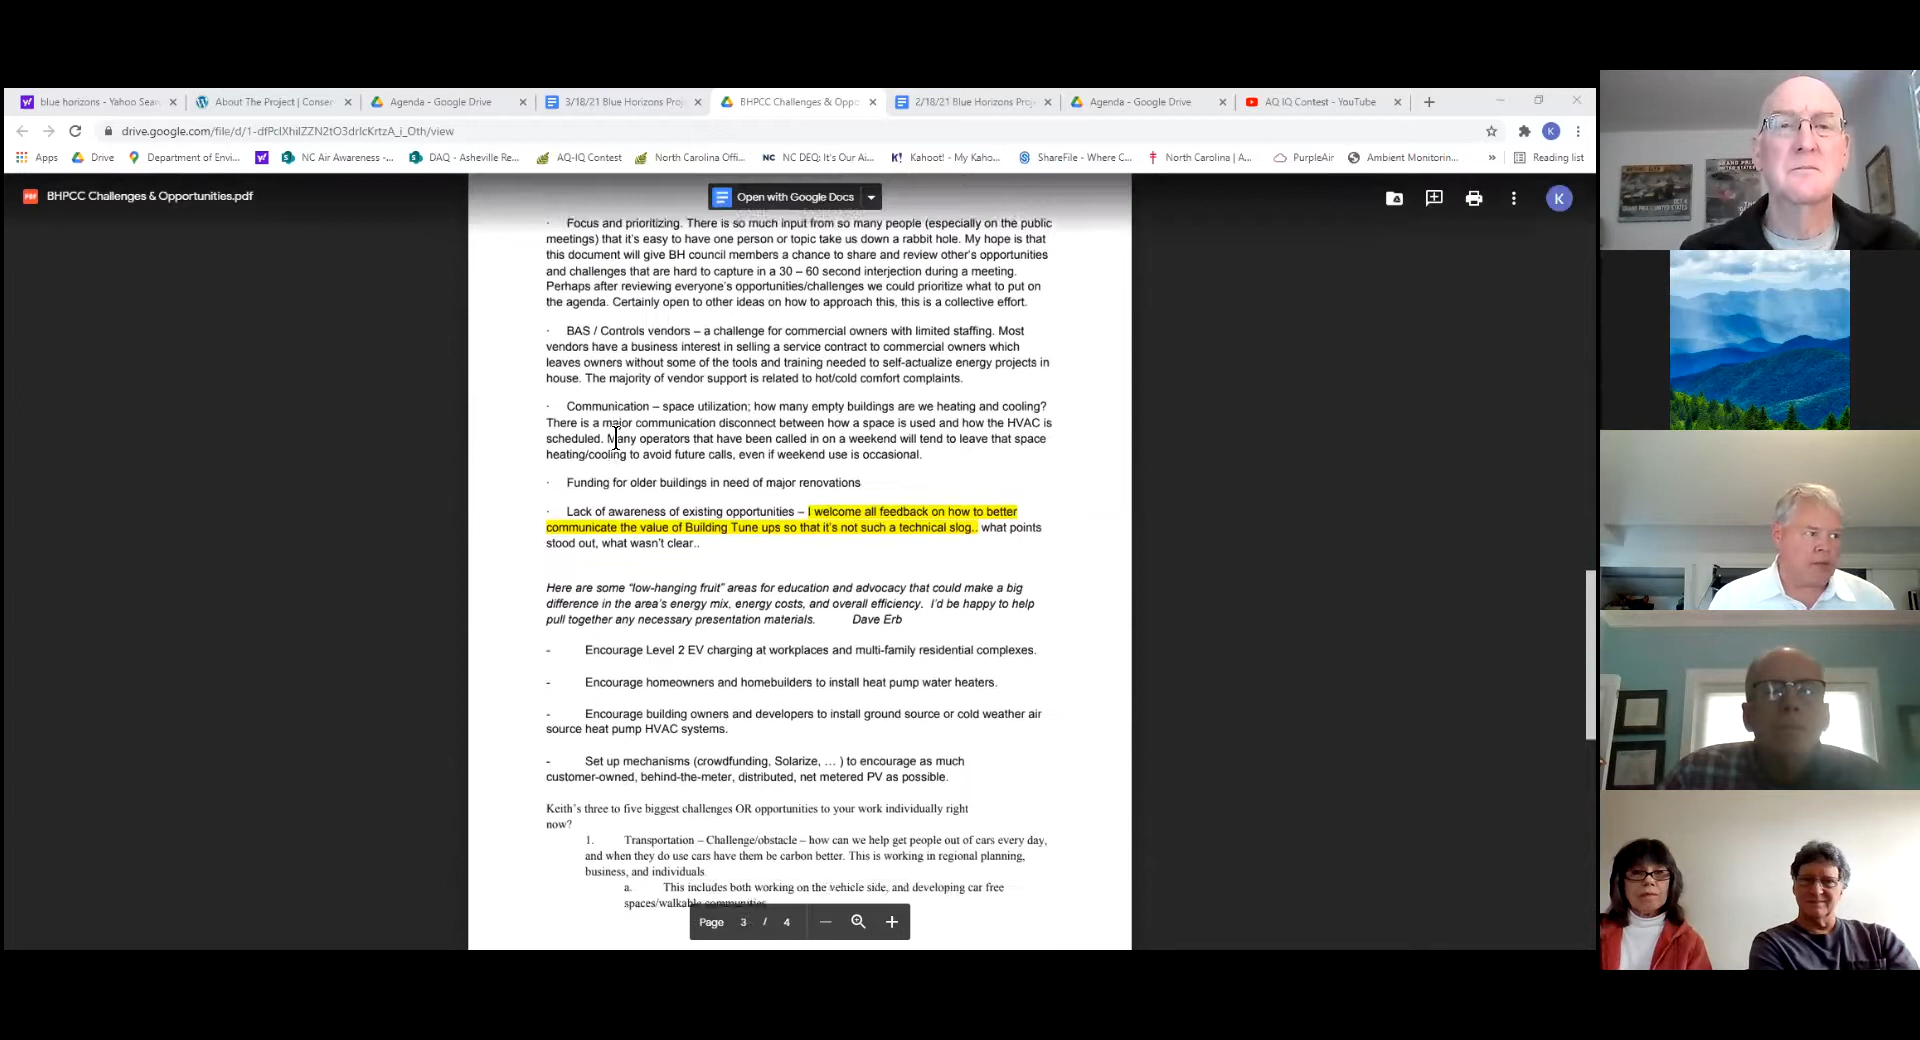 blue horizons - Yahoo Sear
About The Project | Conser
Agenda - Google Drive
3/18/21 Blue Horizons Proj
BHPCC Challenges & Oppo
2/18/21 Blue Horizons Proj
Agenda - Google Drive
AQ IQ Contest - YouTube
drive.google.com/file/d/1-dfPclXhilZZN2tO3drIcKrtzA_i_Oth/view
K
Apps
Drive
Department of Envi...
NC Air Awareness -...
DAQ - Asheville Re...
AQ-IQ Contest
North Carolina Offi...
NC NC DEQ: It's Our Ai...
K! Kahoot! - My Kaho...
ShareFile - Where C...
North Carolina | A...
PurpleAir
Ambient Monitorin...
Reading list
PDF BHPCC Challenges & Opportunities.pdf
Open with Google Docs
K
· Focus and prioritizing. There is so much input from so many people (especially on the public
meetings) that it's easy to have one person or topic take us down a rabbit hole. My hope is that
this document will give BH council members a chance to share and review other's opportunities
and challenges that are hard to capture in a 30 – 60 second interjection during a meeting.
Perhaps after reviewing everyone's opportunities/challenges we could prioritize what to put on
the agenda. Certainly open to other ideas on how to approach this, this is a collective effort.
· BAS / Controls vendors – a challenge for commercial owners with limited staffing. Most
vendors have a business interest in selling a service contract to commercial owners which
leaves owners without some of the tools and training needed to self-actualize energy projects in
house. The majority of vendor support is related to hot/cold comfort complaints.
· Communication – space utilization; how many empty buildings are we heating and cooling?
There is a major communication disconnect between how a space is used and how the HVAC is
scheduled. Many operators that have been called in on a weekend will tend to leave that space
heating/cooling to avoid future calls, even if weekend use is occasional.
· Funding for older buildings in need of major renovations
· Lack of awareness of existing opportunities – I welcome all feedback on how to better
communicate the value of Building Tune ups so that it's not such a technical slog.. what points
stood out, what wasn't clear..
Here are some "low-hanging fruit" areas for education and advocacy that could make a big
difference in the area's energy mix, energy costs, and overall efficiency. I'd be happy to help
pull together any necessary presentation materials. Dave Erb
- Encourage Level 2 EV charging at workplaces and multi-family residential complexes.
- Encourage homeowners and homebuilders to install heat pump water heaters.
- Encourage building owners and developers to install ground source or cold weather air
source heat pump HVAC systems.
- Set up mechanisms (crowdfunding, Solarize, ... ) to encourage as much
customer-owned, behind-the-meter, distributed, net metered PV as possible.
Keith's three to five biggest challenges OR opportunities to your work individually right
now?
1. Transportation – Challenge/obstacle – how can we help get people out of cars every day,
and when they do use cars have them be carbon better. This is working in regional planning,
business, and individuals
a. This includes both working on the vehicle side, and developing car free
spaces/walkable communities
Page 3 / 4